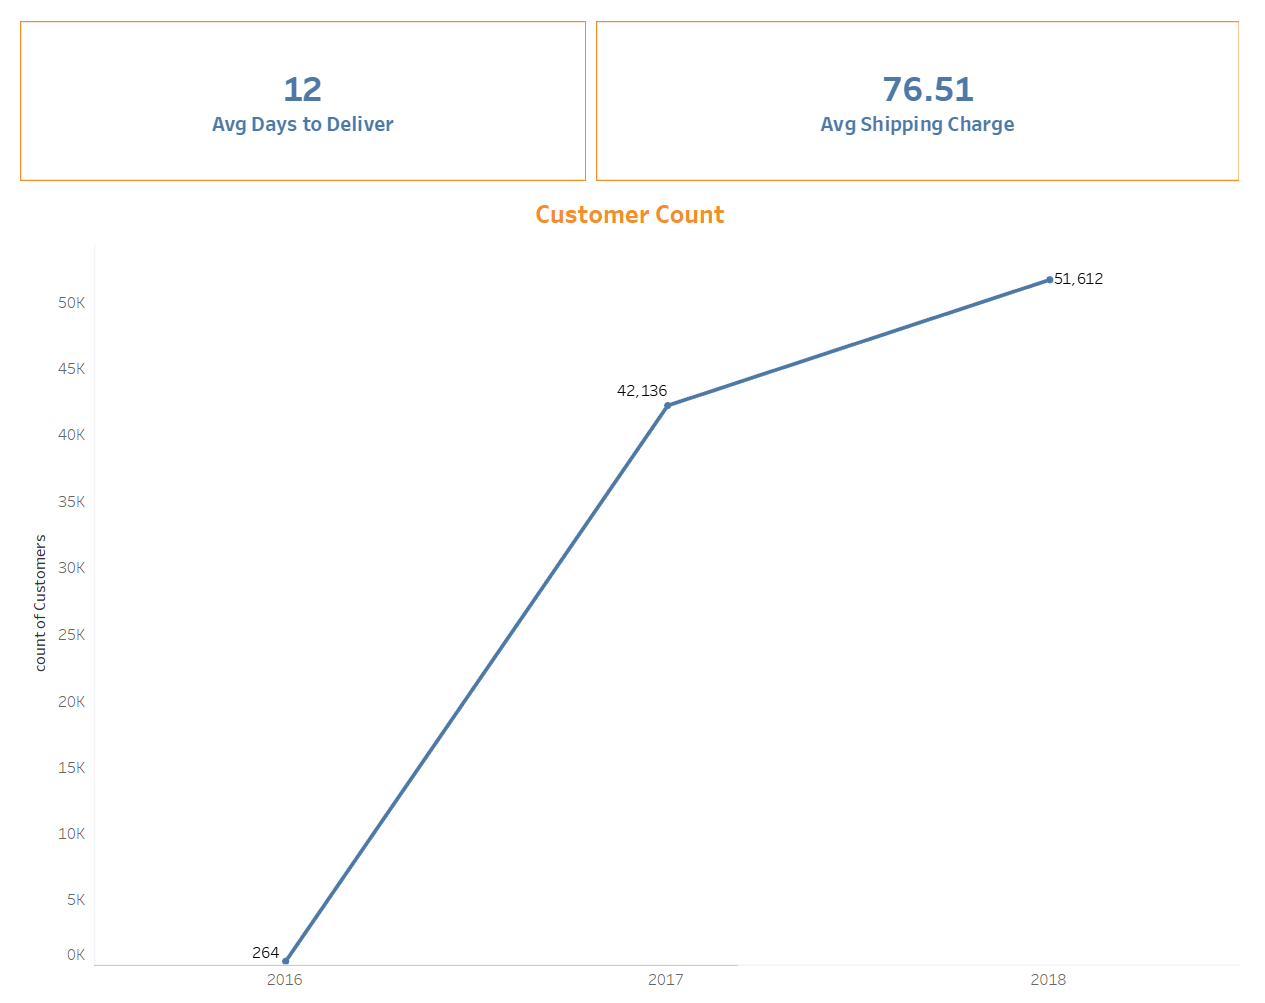 12
Avg Days to Deliver
76.51
Avg Shipping Charge
Customer Count
count of Customers
50K
45K
40K
35K
30K
25K
20K
15K
10K
5K
0K
51,612
42,136
264
2016
2017
2018